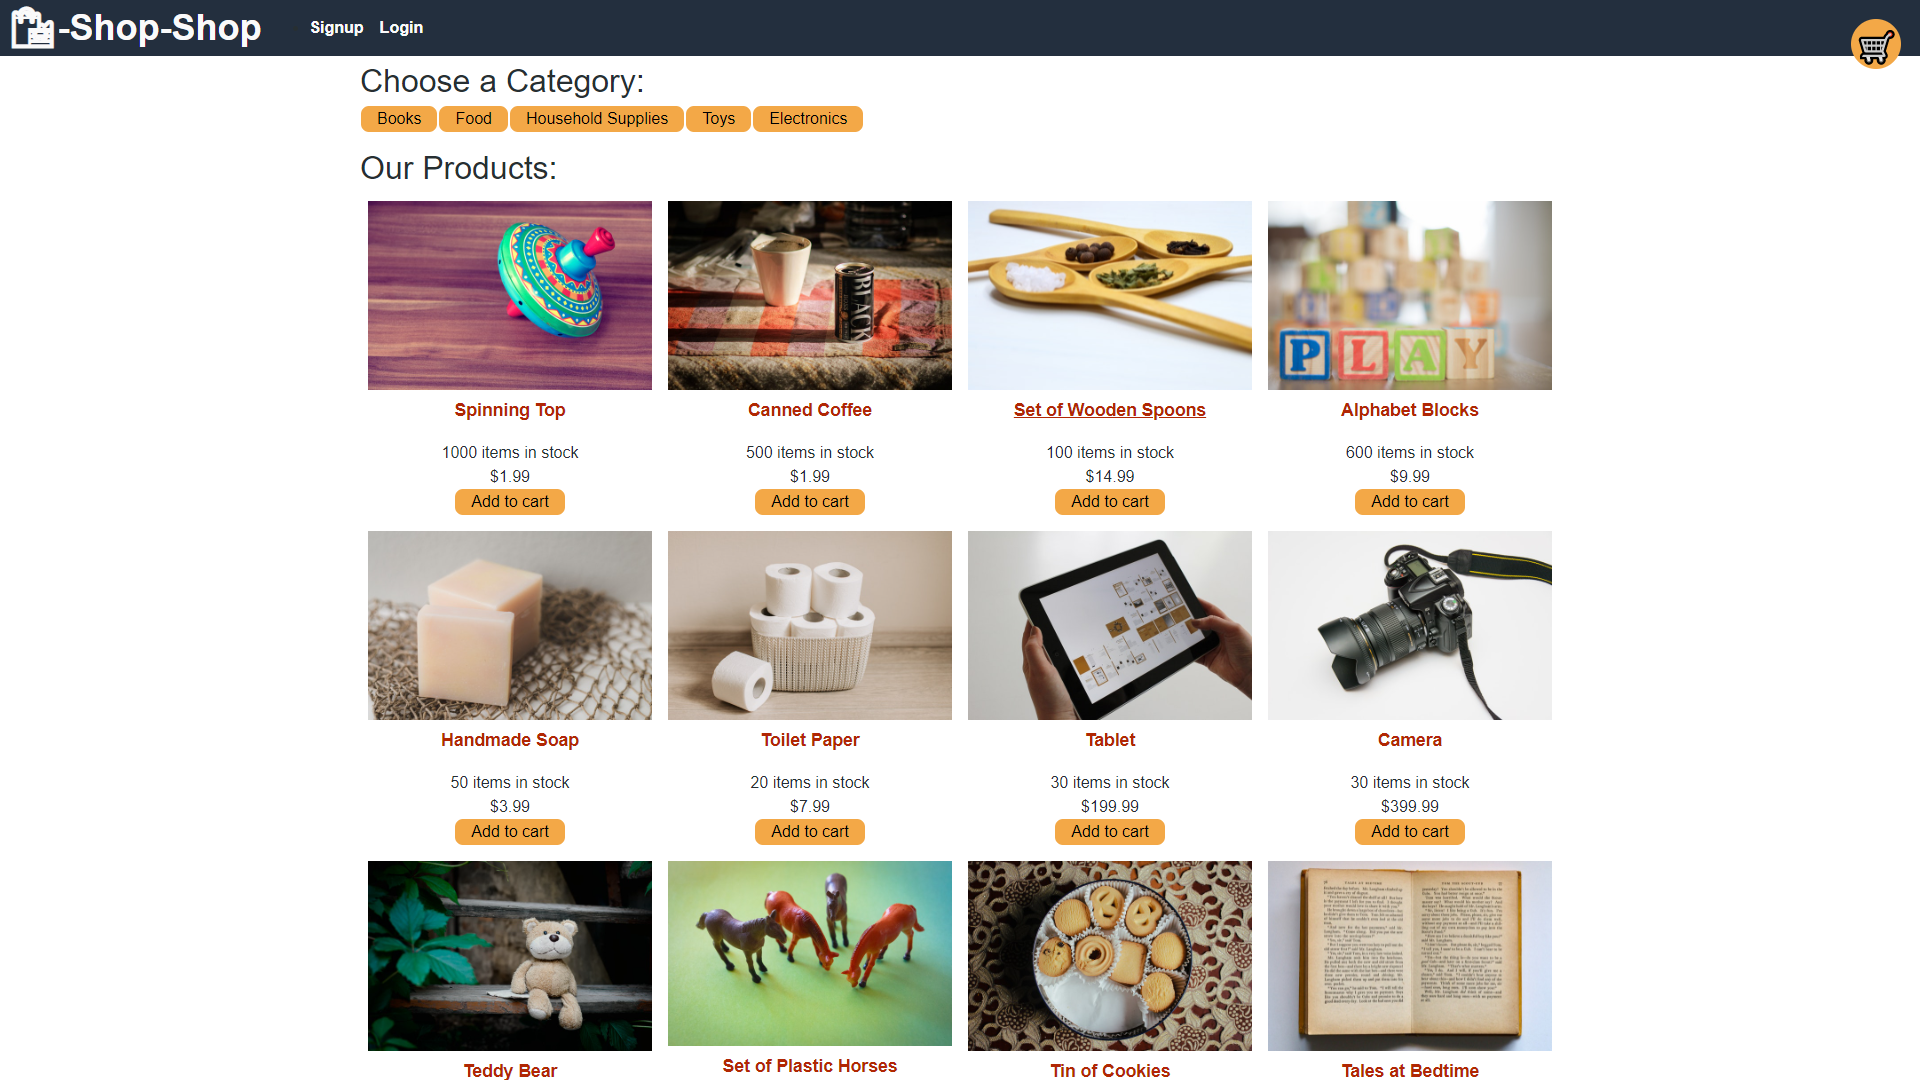 -Shop-Shop
Signup Login
Choose a Category:
Books Food Household Supplies Toys Electronics
Our Products:
BLACK
PLAY
Spinning Top
1000 items in stock
$1.99
Add to cart
Canned Coffee
500 items in stock
$1.99
Add to cart
Set of Wooden Spoons
100 items in stock
$14.99
Add to cart
Alphabet Blocks
600 items in stock
$9.99
Add to cart
Handmade Soap
50 items in stock
$3.99
Add to cart
Toilet Paper
20 items in stock
$7.99
Add to cart
Tablet
30 items in stock
$199.99
Add to cart
Camera
30 items in stock
$399.99
Add to cart
Teddy Bear
Set of Plastic Horses
Tin of Cookies
Tales at Bedtime